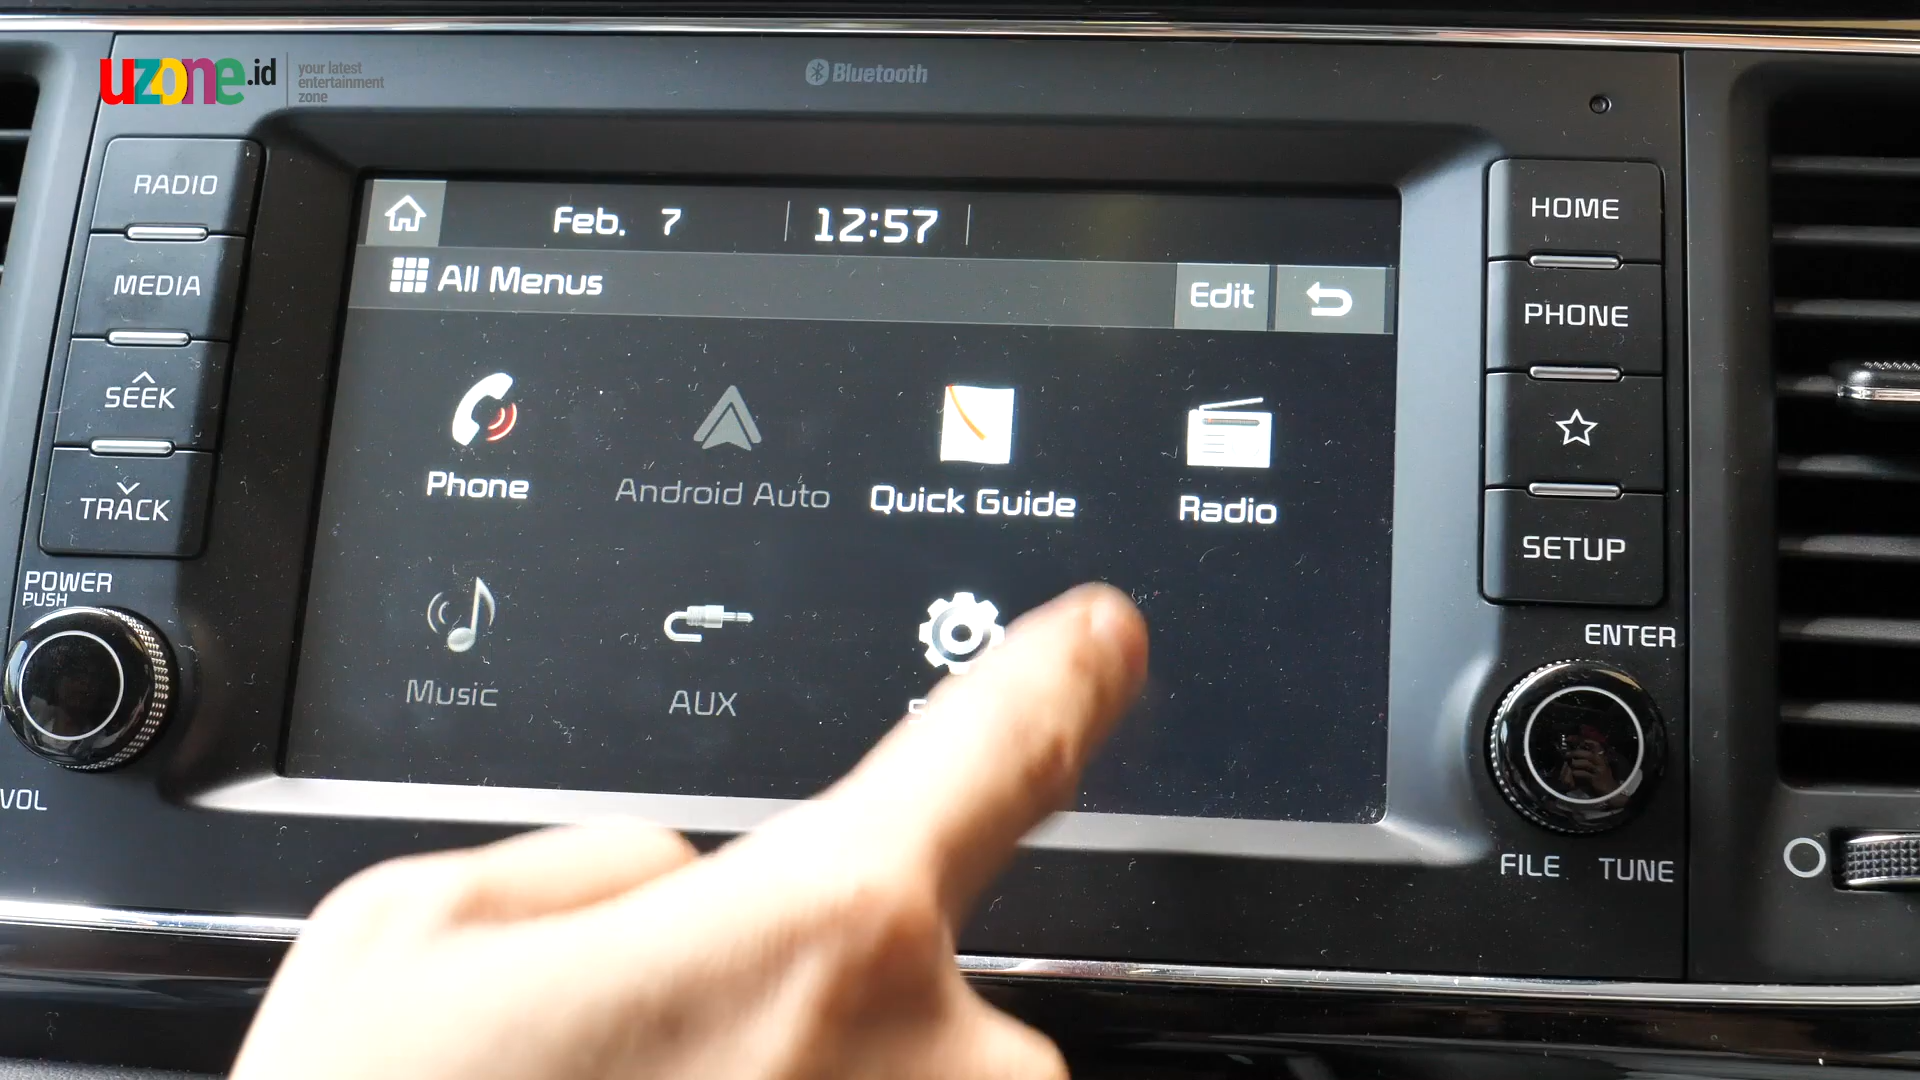 uzone.id
your latest
entertainment
zone
Bluetooth
RADIO
MEDIA
SEEK
TRACK
POWER
PUSH
VOL
Feb. 7
12:57
All Menus
Edit
Phone
Android Auto
Quick Guide
Radio
Music
AUX
HOME
PHONE
SETUP
ENTER
FILE
TUNE